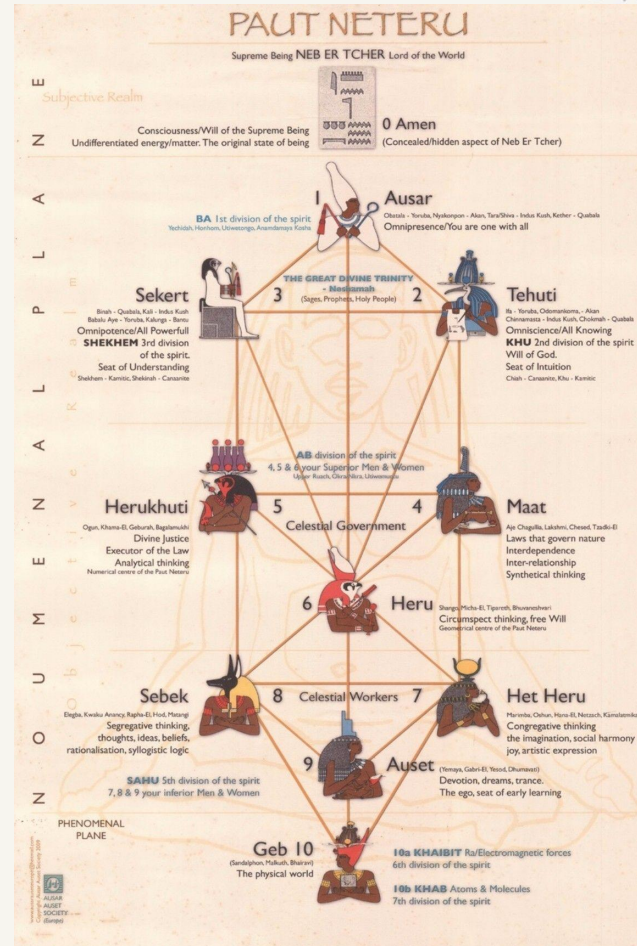 PAUT NETERU
Supreme Being NEB ER TCHER Lord of the World
Subjective Realm
Consciousness/Will of the Supreme Being
Undifferentiated energy/matter. The original state of being
0 Amen
(Concealed/hidden aspect of Neb Er Tcher)
1
Ausar
Obatala - Yoruba, Nyakonpon - Akan, Tara/Shiva - Indus Kush, Kether - Quabala
Omnipresence/You are one with all
BA 1st division of the spirit
THE GREAT DIVINE TRINITY
- Neshamah
(Sages, Prophets, Holy People)
Sekert
3
Binah - Quabala, Kali - Indus Kush
Babalu Aye - Yoruba, Kalunga - Bantu
Omnipotence/All Powerfull
SHEKHEM 3rd division
of the spirit.
Seat of Understanding
Shekhem - Kamitic, Shekinah - Canaanite
2
Tehuti
Ifa - Yoruba, Odomankoma, - Akan
Chinnamasta - Indus Kush, Chokmah - Quabala
Omniscience/All Knowing
KHU 2nd division of the spirit
Will of God.
Seat of Intuition
Chiah - Canaanite, Khu - Kamitic
AB division of the spirit
4, 5 & 6 your Superior Men & Women
Herukhuti
5
Ogun, Khama-El, Geburah, Bagalamukhi
Divine Justice
Executor of the Law
Analytical thinking
Numerical centre of the Paut Neteru
Celestial Government
4
Maat
Aje Chagullia, Lakshmi, Chesed, Tzadki-El
Laws that govern nature
Interdependence
Inter-relationship
Synthetical thinking
6
Heru
Shango, Micha-El, Tipareth, Bhuvaneshvari
Circumspect thinking, free Will
Geometrical centre of the Paut Neteru
Sebek
8
Elegba, Kwaku Anancy, Rapha-El, Hod, Matangi
Segregative thinking,
thoughts, ideas, beliefs,
rationalisation, syllogistic logic
Celestial Workers
7
Het Heru
Congregative thinking
the imagination, social harmony
joy, artistic expression
9
Auset
(Yemaya, Gabri-El, Yesod, Dhumavati)
Devotion, dreams, trance.
The ego, seat of early learning
SAHU 5th division of the spirit
7, 8 & 9 your inferior Men & Women
PHENOMENAL
PLANE
Geb 10
(Sandalphon, Malkuth, Bhairavi)
The physical world
10a KHAIBIT Ra/Electromagnetic forces
6th division of the spirit
10b KHAB Atoms & Molecules
7th division of the spirit
NOUMENAL PLANE
Objective Realm
AUSAR
AUSET
SOCIETY
(Europe)